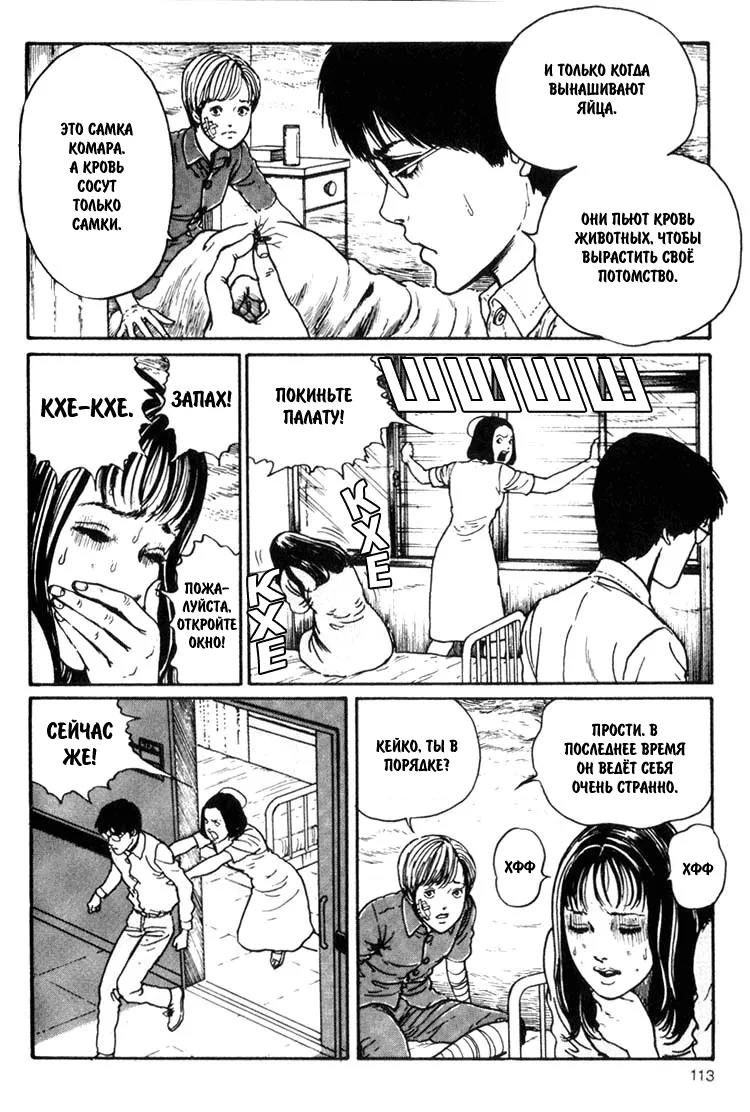 ЭТО САМКА
КОМАРА.
А КРОВЬ
СОСУТ
ТОЛЬКО
САМКИ.
И ТОЛЬКО КОГДА
ВЫНАШИВАЮТ
ЯЙЦА.
ОНИ ПЬЮТ КРОВЬ
ЖИВОТНЫХ, ЧТОБЫ
ВЫРАСТИТЬ СВОЁ
ПОТОМСТВО.
КХЕ-КХЕ.
ЗАПАХ!
ПОЖА-
ЛУЙСТА,
ОТКРОЙТЕ
ОКНО!
ПОКИНЬТЕ
ПАЛАТУ!
ШШШШ
КХЕ
КХЕ
СЕЙЧАС
ЖЕ!
КЕЙКО, ТЫ В
ПОРЯДКЕ?
ПРОСТИ. В
ПОСЛЕДНЕЕ ВРЕМЯ
ОН ВЕДЁТ СЕБЯ
ОЧЕНЬ СТРАННО.
ХФФ
ХФФ
113